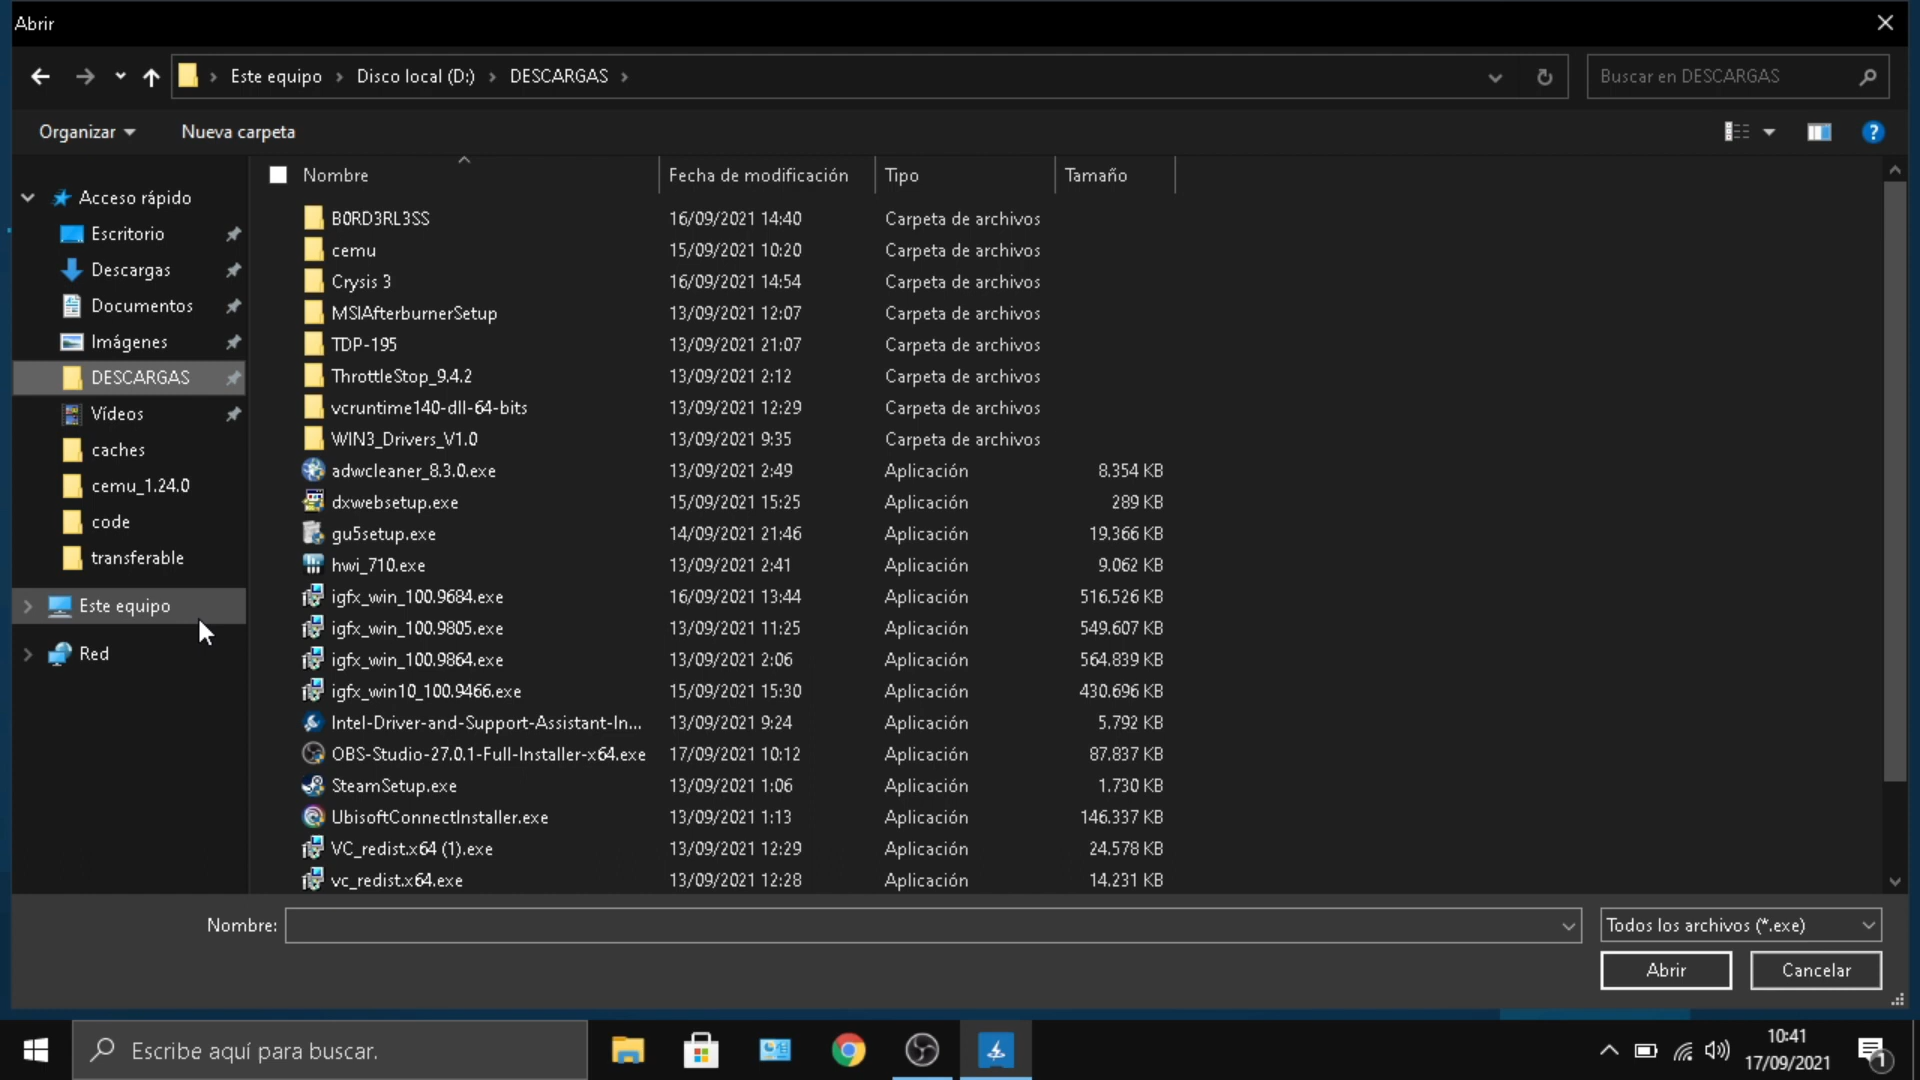 Abrir
Este equipo > Disco local (D:) > DESCARGAS >
Buscar en DESCARGAS
Organizar
Nueva carpeta
Nombre
Fecha de modificación
Tipo
Tamaño
Acceso rápido
Escritorio
Descargas
Documentos
Imágenes
DESCARGAS
Vídeos
caches
cemu_1.24.0
code
transferable
Este equipo
Red
B0RD3RL3SS 16/09/2021 14:40 Carpeta de archivos
cemu 15/09/2021 10:20 Carpeta de archivos
Crysis 3 16/09/2021 14:54 Carpeta de archivos
MSIAfterburnerSetup 13/09/2021 12:07 Carpeta de archivos
TDP-195 13/09/2021 21:07 Carpeta de archivos
ThrottleStop_9.4.2 13/09/2021 2:12 Carpeta de archivos
vcruntime140-dll-64-bits 13/09/2021 12:29 Carpeta de archivos
WIN3_Drivers_V1.0 13/09/2021 9:35 Carpeta de archivos
adwcleaner_8.3.0.exe 13/09/2021 2:49 Aplicación 8.354 KB
dxwebsetup.exe 15/09/2021 15:25 Aplicación 289 KB
gu5setup.exe 14/09/2021 21:46 Aplicación 19.366 KB
hwi_710.exe 13/09/2021 2:41 Aplicación 9.062 KB
igfx_win_100.9684.exe 16/09/2021 13:44 Aplicación 516.526 KB
igfx_win_100.9805.exe 13/09/2021 11:25 Aplicación 549.607 KB
igfx_win_100.9864.exe 13/09/2021 2:06 Aplicación 564.839 KB
igfx_win10_100.9466.exe 15/09/2021 15:30 Aplicación 430.696 KB
Intel-Driver-and-Support-Assistant-In... 13/09/2021 9:24 Aplicación 5.792 KB
OBS-Studio-27.0.1-Full-Installer-x64.exe 17/09/2021 10:12 Aplicación 87.837 KB
SteamSetup.exe 13/09/2021 1:06 Aplicación 1.730 KB
UbisoftConnectInstaller.exe 13/09/2021 1:13 Aplicación 146.337 KB
VC_redist.x64 (1).exe 13/09/2021 12:29 Aplicación 24.578 KB
vc_redist.x64.exe 13/09/2021 12:28 Aplicación 14.231 KB
Nombre:
Todos los archivos (*.exe)
Abrir
Cancelar
Escribe aquí para buscar.
10:41
17/09/2021
1